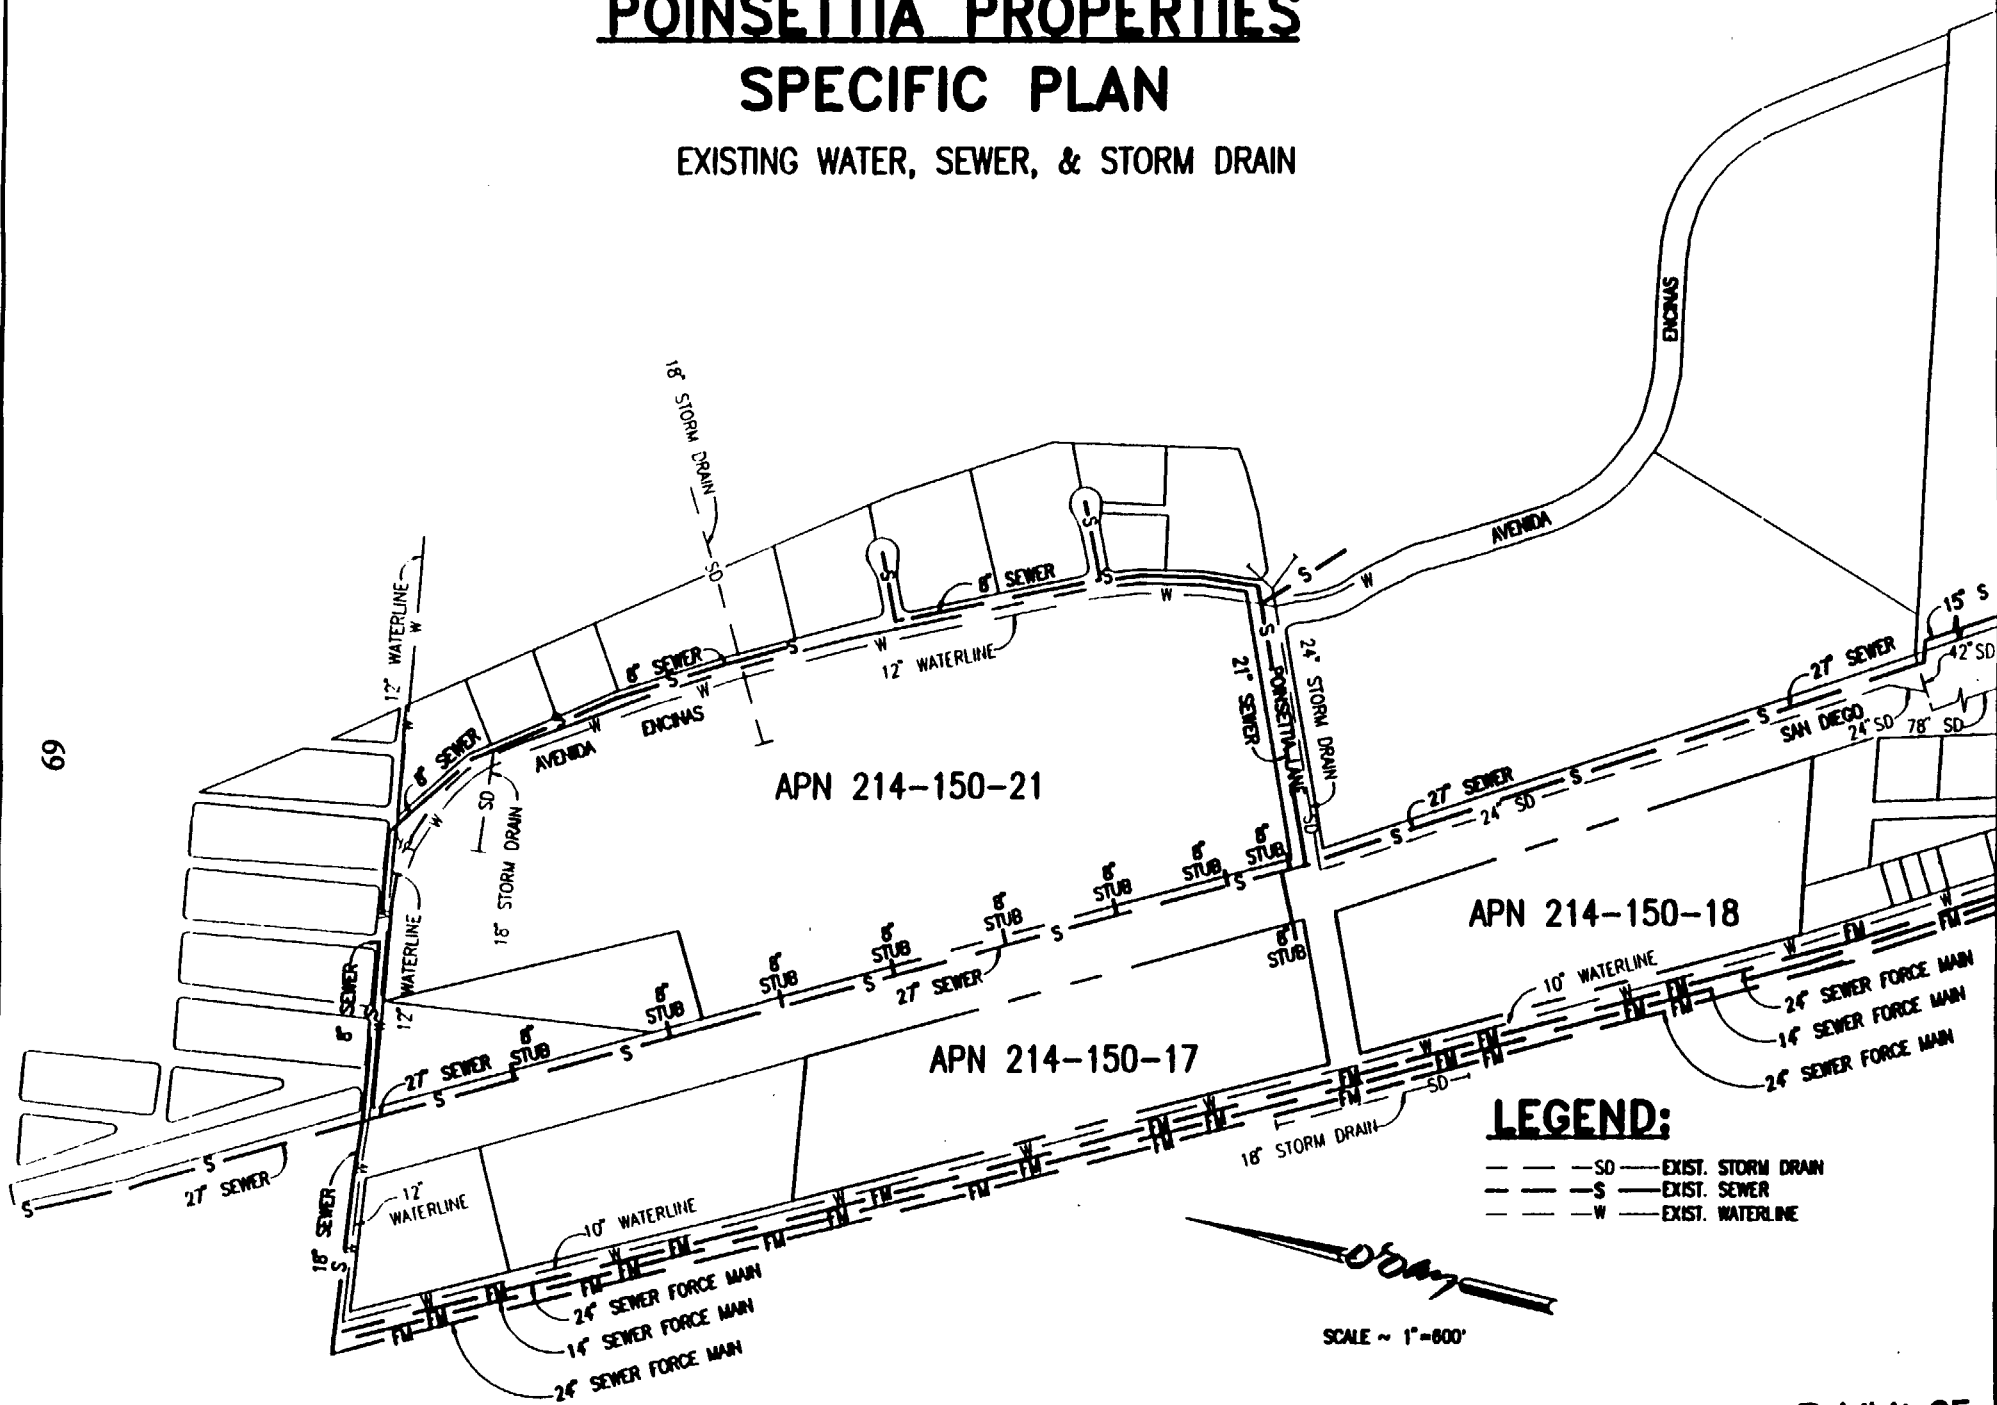 POINSETTIA PROPERTIES
SPECIFIC PLAN
EXISTING WATER, SEWER, & STORM DRAIN
ENCINAS
AVENIDA
18" STORM DRAIN
SD
12" WATERLINE
W
8" SEWER
S
8" SEWER
12" WATERLINE
8" SEWER
AVENIDA ENCINAS
SD
18" STORM DRAIN
12" WATERLINE
8" SEWER
21" SEWER
POINSETTIA LANE
24" STORM DRAIN
SD
15" S
42" SD
27" SEWER
SAN DIEGO
24" SD
78" SD
27" SEWER
24" SD
APN 214-150-21
APN 214-150-18
APN 214-150-17
8" STUB
8" STUB
8" STUB
8" STUB
8" STUB
8" STUB
8" STUB
8" STUB
8" STUB
27" SEWER
27" SEWER
27" SEWER
18" SEWER
12" WATERLINE
10" WATERLINE
24" SEWER FORCE MAIN
14" SEWER FORCE MAIN
24" SEWER FORCE MAIN
10" WATERLINE
24" SEWER FORCE MAIN
14" SEWER FORCE MAIN
24" SEWER FORCE MAIN
SD
18" STORM DRAIN
LEGEND:
SD EXIST. STORM DRAIN
S EXIST. SEWER
W EXIST. WATERLINE
SCALE ~ 1"=600'
69